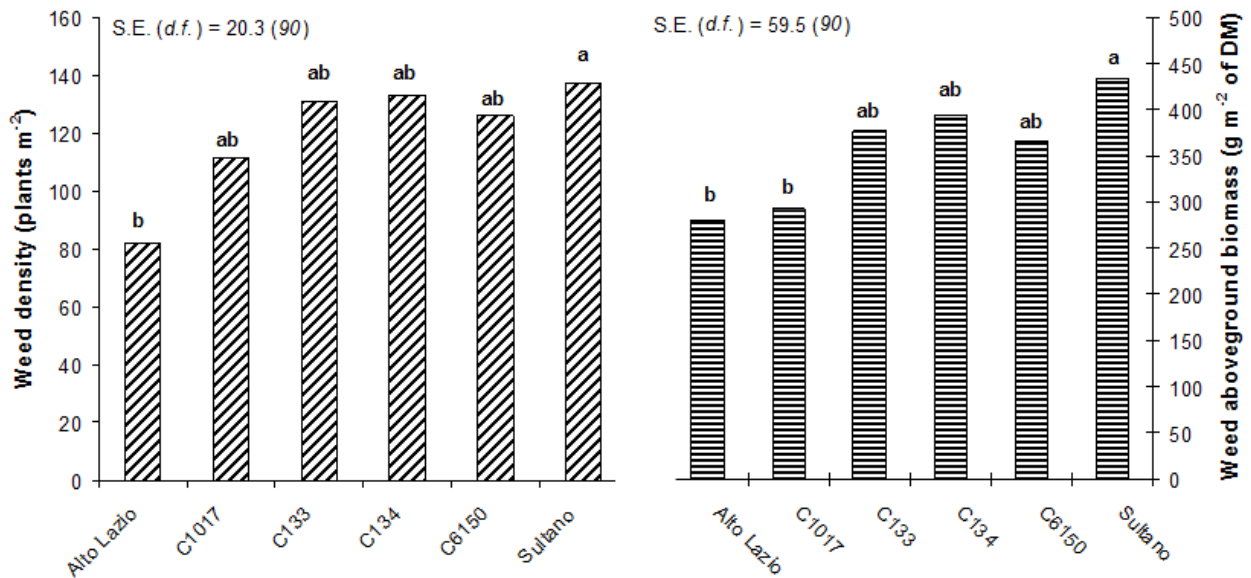 S.E. (d.f.) = 20.3 (90)
Weed density (plants m-2)
160
140
120
100
80
60
40
20
0
b
ab
ab
ab
ab
a
Alto Lazio
C1017
C133
C134
C6150
Sultano
S.E. (d.f.) = 59.5 (90)
b
b
ab
ab
ab
a
Alto Lazio
C1017
C133
C134
C6150
Sultano
500
450
400
350
300
250
200
150
100
50
0
Weed aboveground biomass (g m-2 of DM)